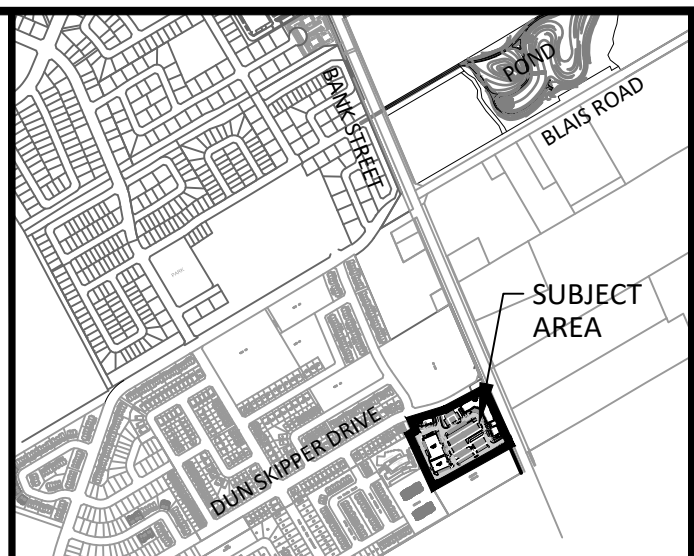 POND
BANK STREET
BLAIS ROAD
PARK
SUBJECT
AREA
DUN SKIPPER DRIVE